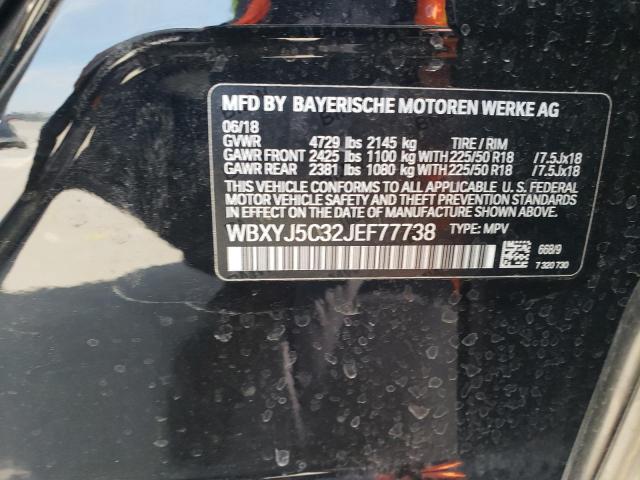 MFD BY BAYERISCHE MOTOREN WERKE AG
06/18
GVWR 4729 lbs 2145 kg TIRE / RIM
GAWR FRONT 2425 lbs 1100 kg WITH 225/50 R18 /7.5Jx18
GAWR REAR 2381 lbs 1080 kg WITH 225/50 R18 /7.5Jx18
THIS VEHICLE CONFORMS TO ALL APPLICABLE U. S. FEDERAL
MOTOR VEHICLE SAFETY AND THEFT PREVENTION STANDARDS
IN EFFECT ON THE DATE OF MANUFACTURE SHOWN ABOVE.
WBXYJ5C32JEF77738 TYPE: MPV
668/9
7 320 730